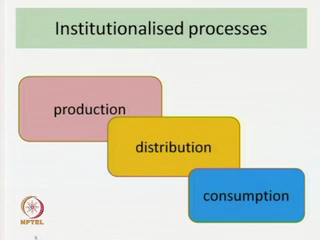 Institutionalised processes
production
distribution
consumption
NPTEL